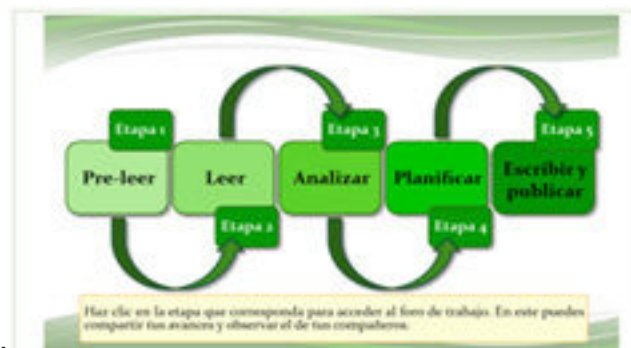 Etapa 1
Pre-leer
Leer
Etapa 2
Etapa 3
Analizar
Planificar
Etapa 4
Etapa 5
Escribir y
publicar
Haz clic en la etapa que corresponda para acceder al foro de trabajo. En este puedes
compartir tus avances y observar el de tus compañeros.